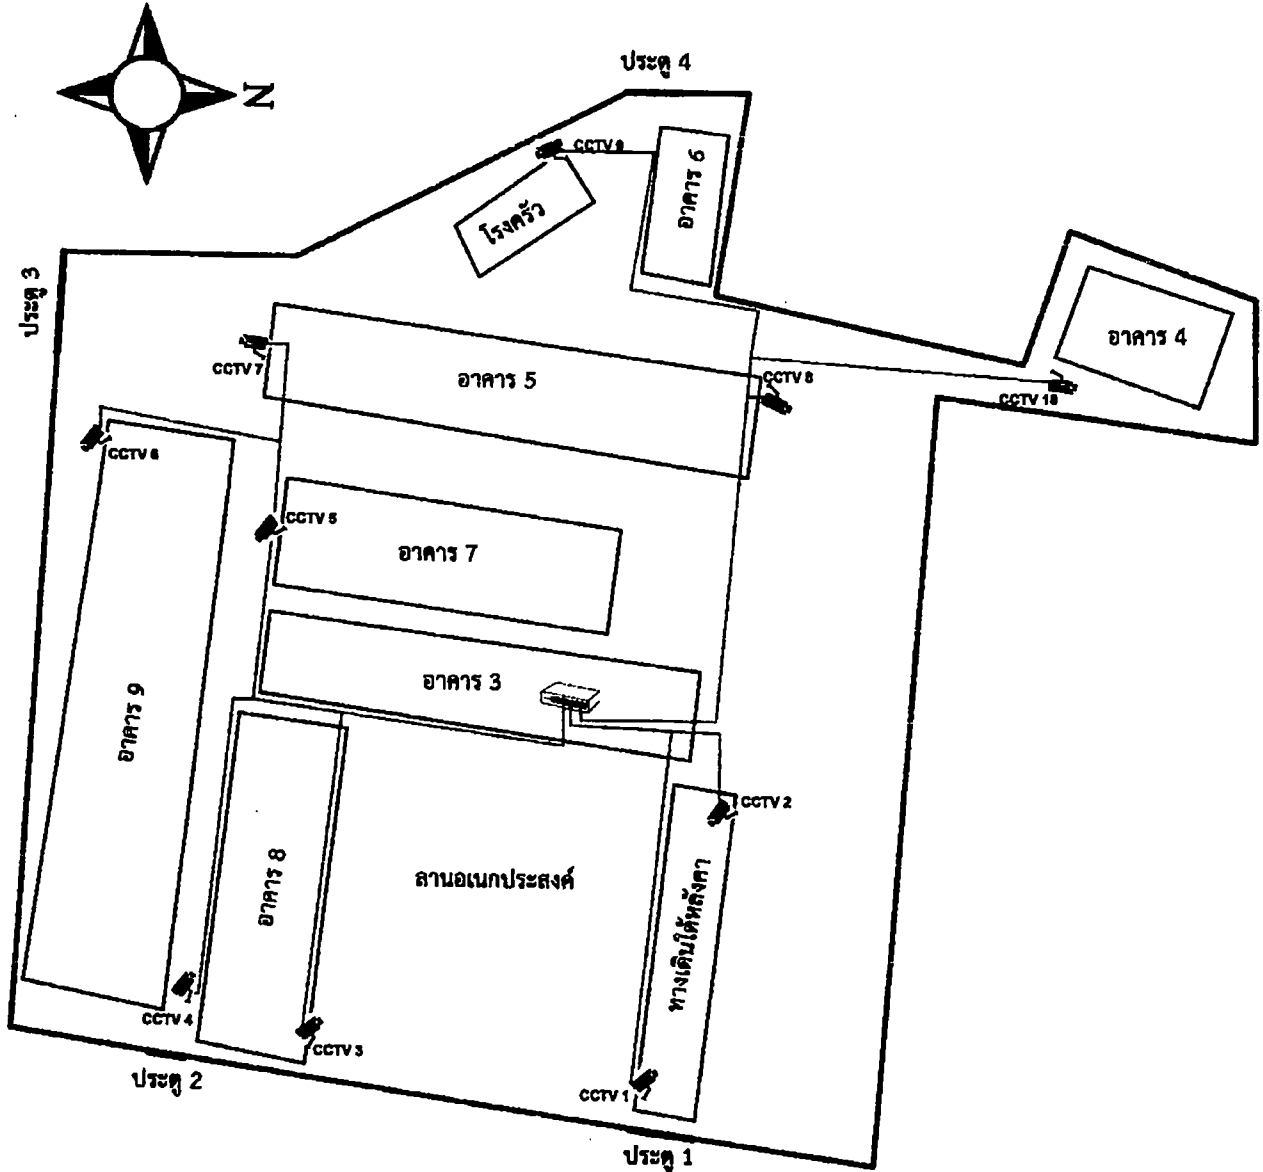 ประตู 4
N
CCTV 9
อาคาร 6
โรงครัว
ประตู 3
อาคาร 4
CCTV 7
อาคาร 5
CCTV 8
CCTV 10
CCTV 6
CCTV 5
อาคาร 7
อาคาร 3
อาคาร 9
CCTV 2
อาคาร 8
ลานอเนกประสงค์
ทางเดินใต้หลังคา
CCTV 4
CCTV 3
ประตู 2
CCTV 1
ประตู 1